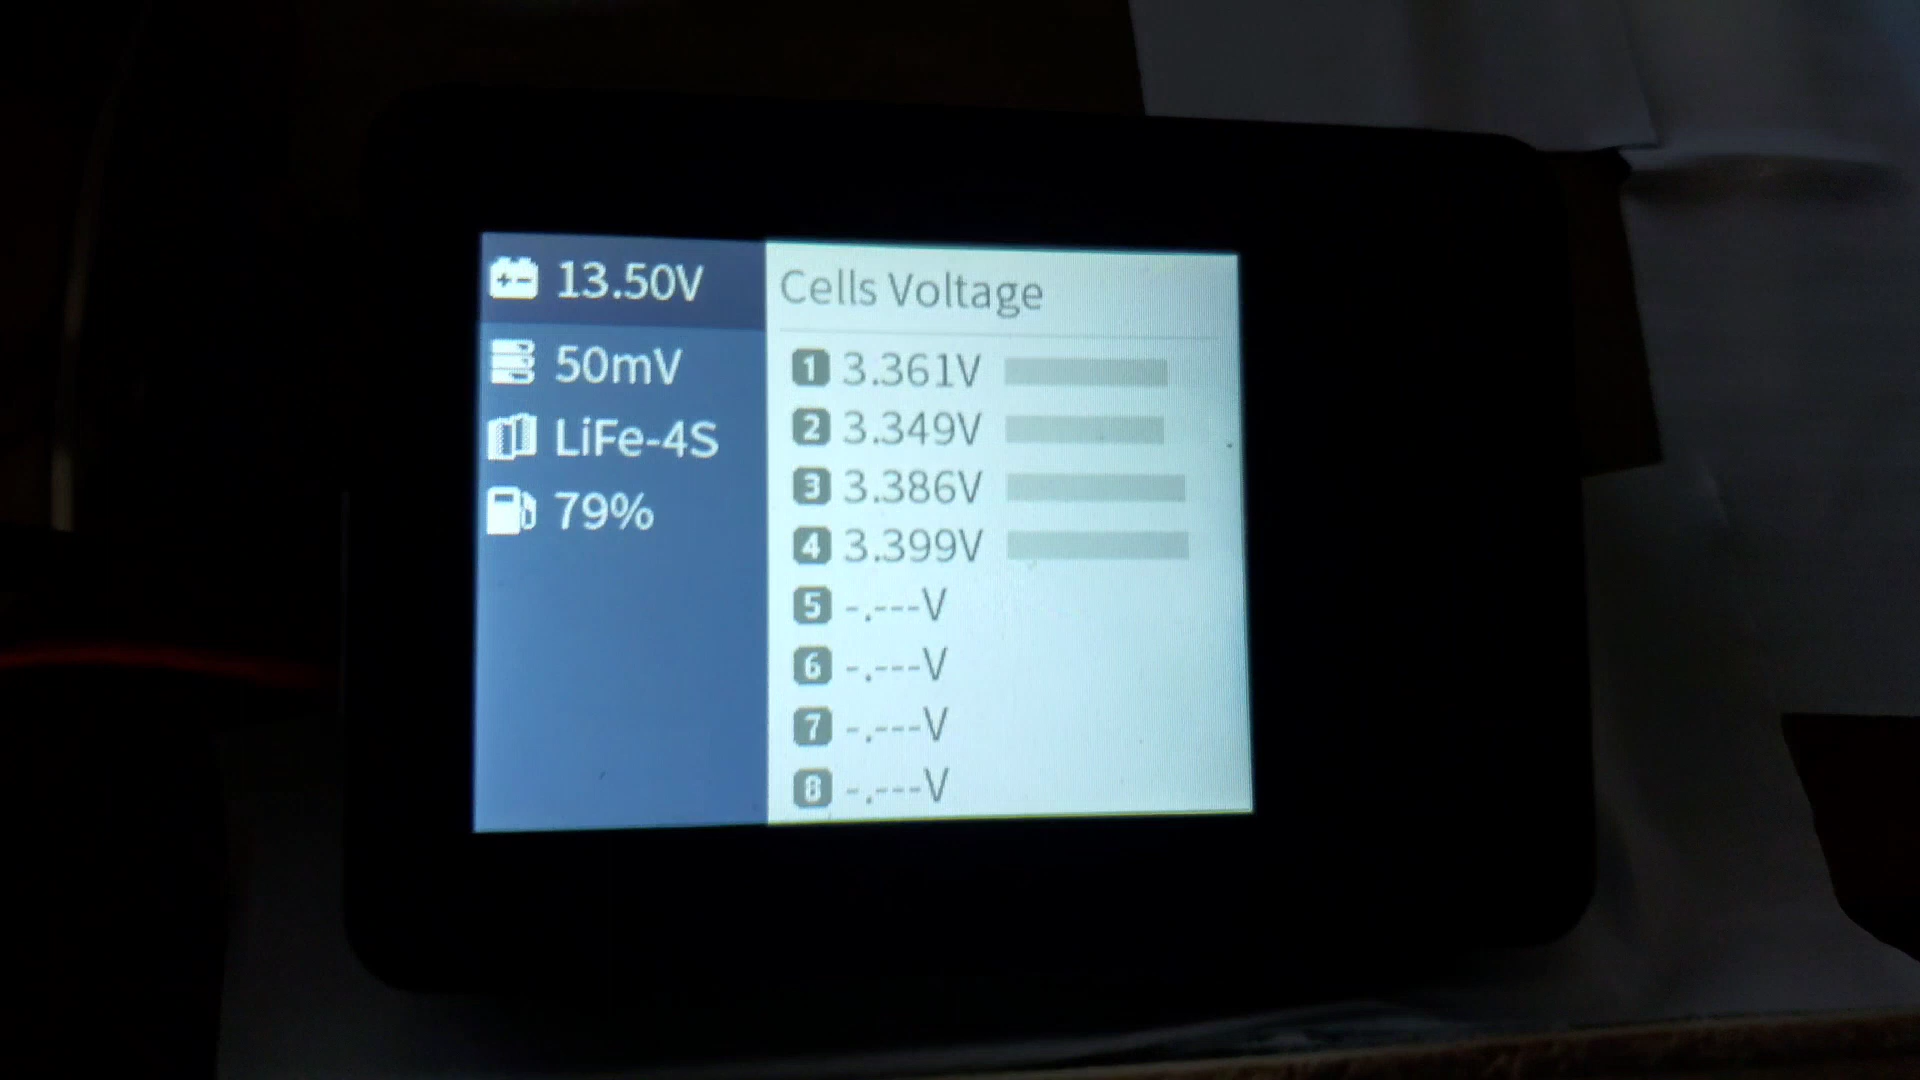 13.50V
50mV
LiFe-4S
79%
Cells Voltage
1 3.361V
2 3.349V
3 3.386V
4 3.399V
5 -.---V
6 -.---V
7 -.---V
8 -.---V